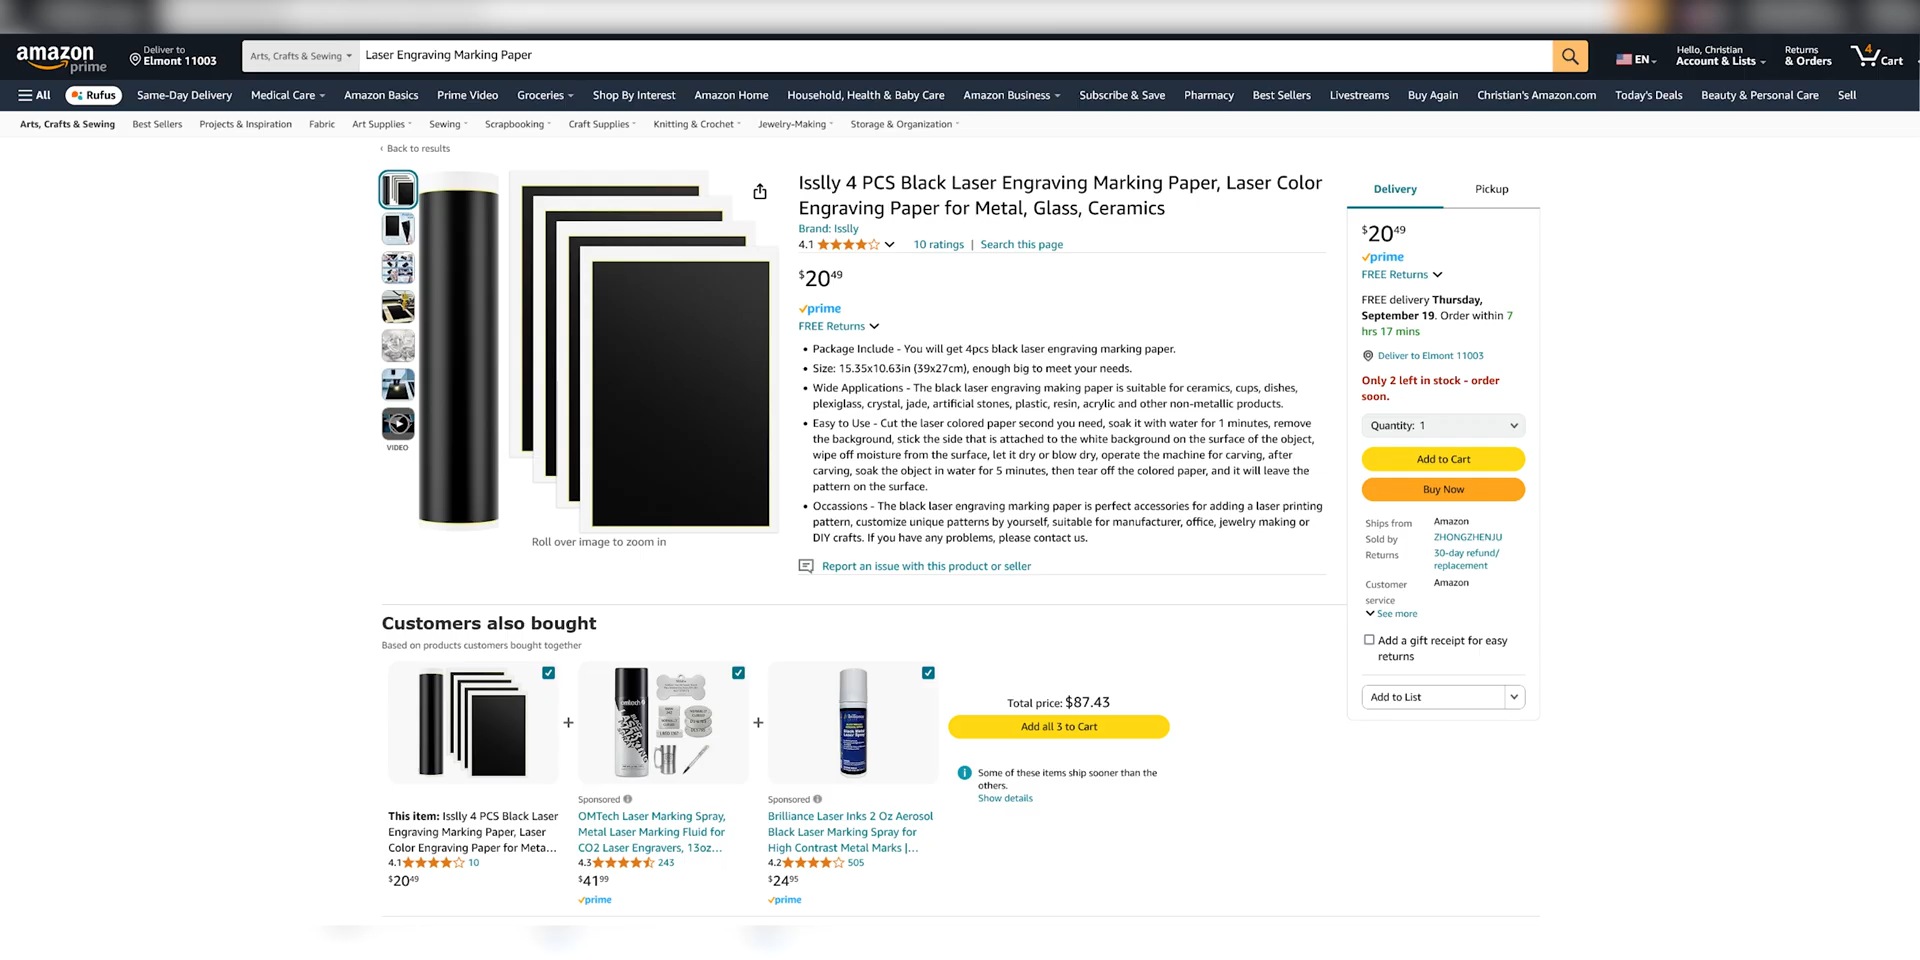 amazon
prime
Deliver to
Elmont 11003
Arts, Crafts & Sewing
Laser Engraving Marking Paper
EN
Hello, Christian
Account & Lists
Returns
& Orders
4
Cart
All
Rufus
Same-Day Delivery
Medical Care
Amazon Basics
Prime Video
Groceries
Shop By Interest
Amazon Home
Household, Health & Baby Care
Amazon Business
Subscribe & Save
Pharmacy
Best Sellers
Livestreams
Buy Again
Christian's Amazon.com
Today's Deals
Beauty & Personal Care
Sell
Arts, Crafts & Sewing
Best Sellers
Projects & Inspiration
Fabric
Art Supplies
Sewing
Scrapbooking
Craft Supplies
Knitting & Crochet
Jewelry-Making
Storage & Organization
‹ Back to results
VIDEO
Roll over image to zoom in
Isslly 4 PCS Black Laser Engraving Marking Paper, Laser Color
Engraving Paper for Metal, Glass, Ceramics
Brand: Isslly
4.1
10 ratings | Search this page
$20 49
prime
FREE Returns
• Package Include - You will get 4pcs black laser engraving marking paper.
• Size: 15.35x10.63in (39x27cm), enough big to meet your needs.
• Wide Applications - The black laser engraving making paper is suitable for ceramics, cups, dishes,
plexiglass, crystal, jade, artificial stones, plastic, resin, acrylic and other non-metallic products.
• Easy to Use - Cut the laser colored paper second you need, soak it with water for 1 minutes, remove
the background, stick the side that is attached to the white background on the surface of the object,
wipe off moisture from the surface, let it dry or blow dry, operate the machine for carving, after
carving, soak the object in water for 5 minutes, then tear off the colored paper, and it will leave the
pattern on the surface.
• Occassions - The black laser engraving marking paper is perfect accessories for adding a laser printing
pattern, customize unique patterns by yourself, suitable for manufacturer, office, jewelry making or
DIY crafts. If you have any problems, please contact us.
Report an issue with this product or seller
Delivery
Pickup
$20 49
prime
FREE Returns
FREE delivery Thursday,
September 19. Order within 7
hrs 17 mins
Deliver to Elmont 11003
Only 2 left in stock - order
soon.
Quantity: 1
Add to Cart
Buy Now
Ships from
Amazon
Sold by
ZHONGZHENJU
Returns
30-day refund/
replacement
Customer
service
Amazon
See more
Add a gift receipt for easy
returns
Add to List
Customers also bought
Based on products customers bought together
+
+
Total price: $87.43
Add all 3 to Cart
Some of these items ship sooner than the
others.
Show details
This item: Isslly 4 PCS Black Laser
Engraving Marking Paper, Laser
Color Engraving Paper for Meta...
4.1
10
$20 49
Sponsored
OMTech Laser Marking Spray,
Metal Laser Marking Fluid for
CO2 Laser Engravers, 13oz...
4.3
243
$41 99
prime
Sponsored
Brilliance Laser Inks 2 Oz Aerosol
Black Laser Marking Spray for
High Contrast Metal Marks |...
4.2
505
$24 95
prime